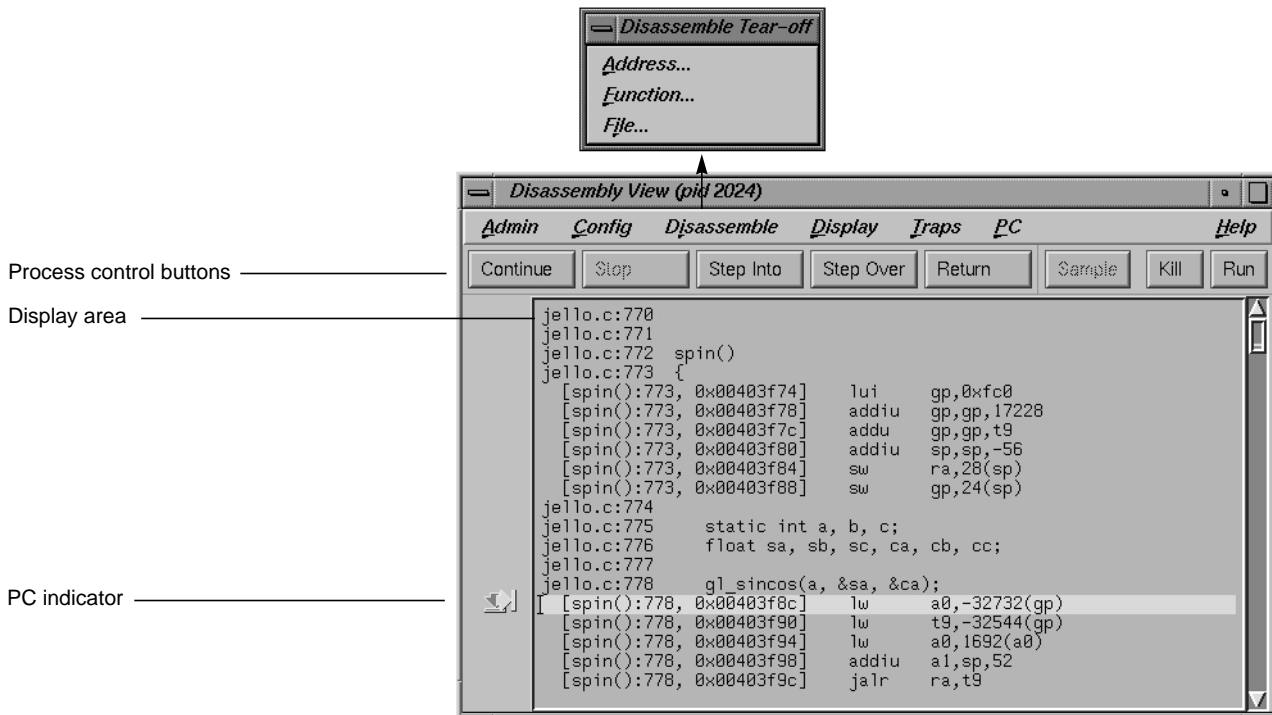 Disassemble Tear-off
Address...
Function...
File...
Disassembly View (pid 2024)
Admin Config Disassemble Display Traps PC Help
Continue Stop Step Into Step Over Return Sample Kill Run
Process control buttons
Display area
jello.c:770
jello.c:771
jello.c:772 spin()
jello.c:773 {
[spin():773, 0x00403f74] lui gp,0xfc0
[spin():773, 0x00403f78] addiu gp,gp,17228
[spin():773, 0x00403f7c] addu gp,gp,t9
[spin():773, 0x00403f80] addiu sp,sp,-56
[spin():773, 0x00403f84] sw ra,28(sp)
[spin():773, 0x00403f88] sw gp,24(sp)
jello.c:774
jello.c:775 static int a, b, c;
jello.c:776 float sa, sb, sc, ca, cb, cc;
jello.c:777
jello.c:778 gl_sincos(a, &sa, &ca);
PC indicator
[spin():778, 0x00403f8c] lw a0,-32732(gp)
[spin():778, 0x00403f90] lw t9,-32544(gp)
[spin():778, 0x00403f94] lw a0,1692(a0)
[spin():778, 0x00403f98] addiu a1,sp,52
[spin():778, 0x00403f9c] jalr ra,t9